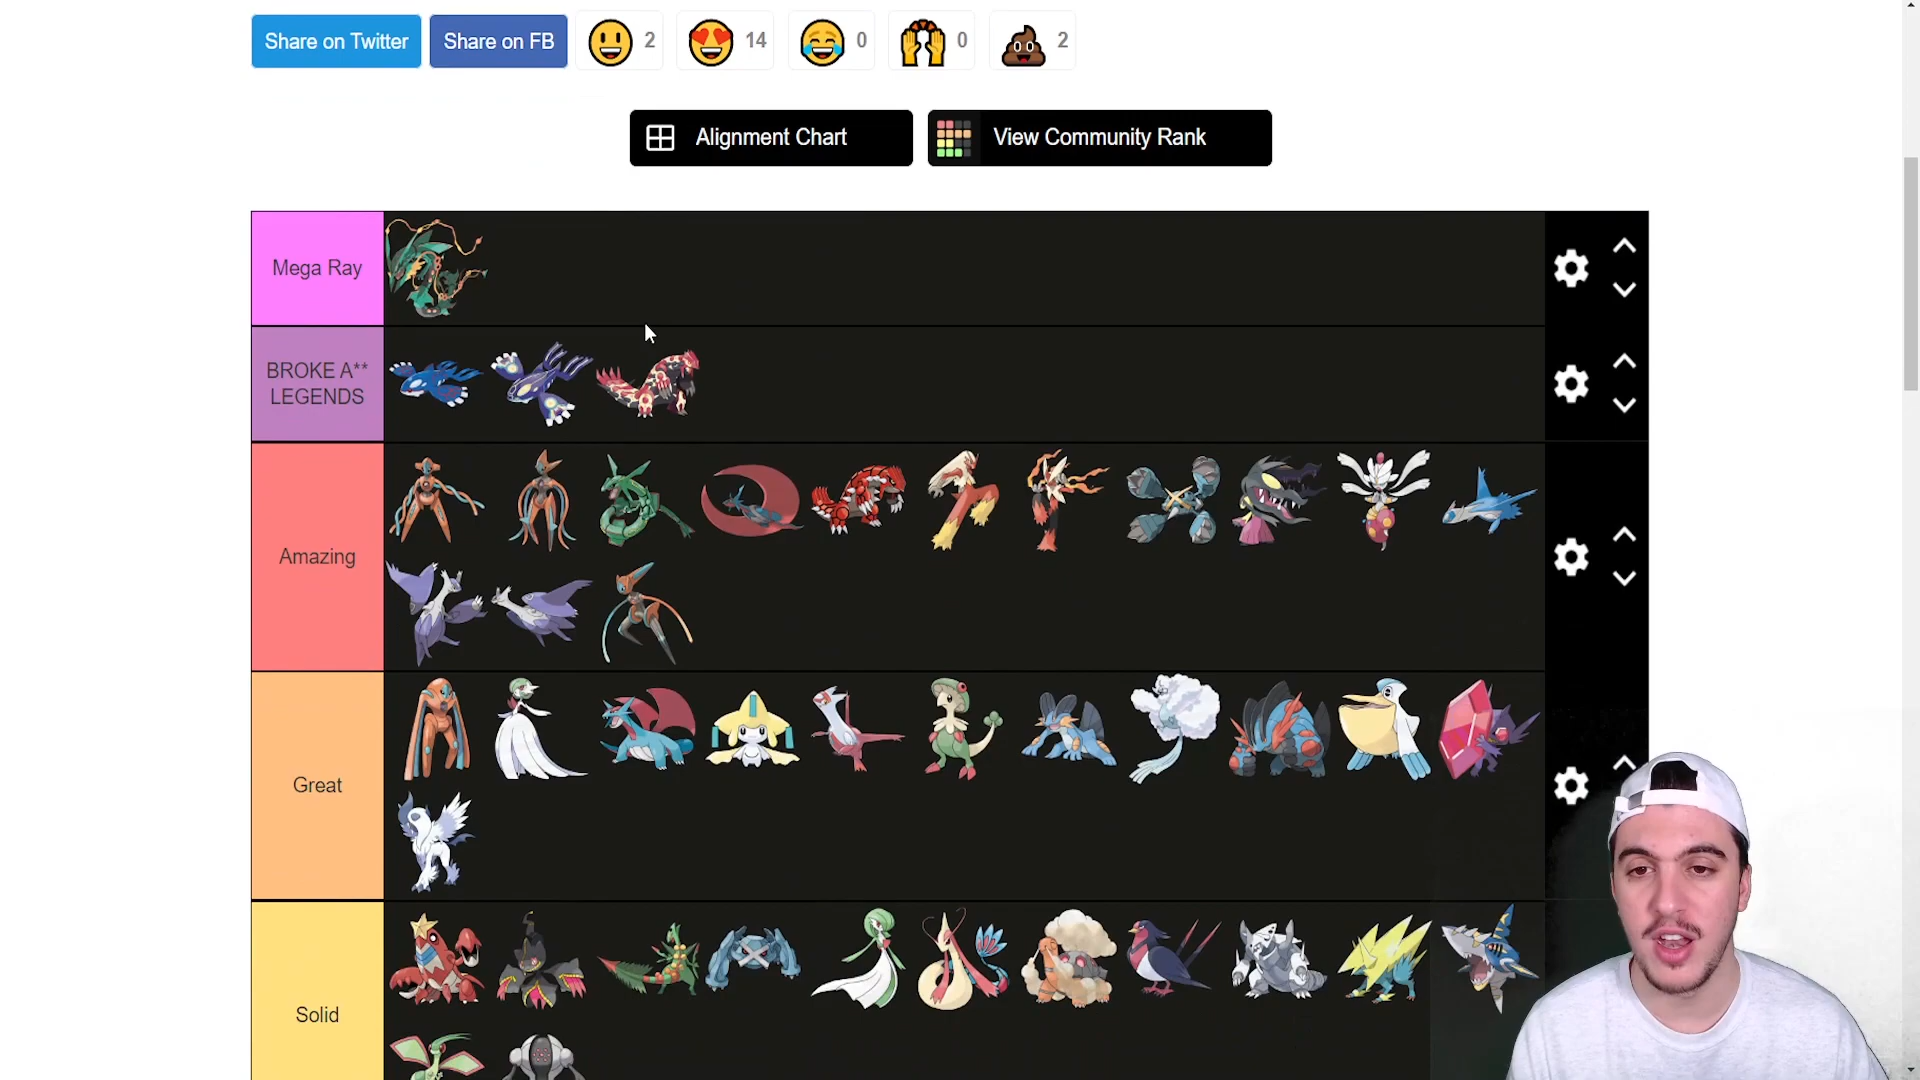 Share on Twitter
Share on FB
2
14
0
0
2
Alignment Chart
View Community Rank
Mega Ray
BROKE A**
LEGENDS
Amazing
Great
Solid